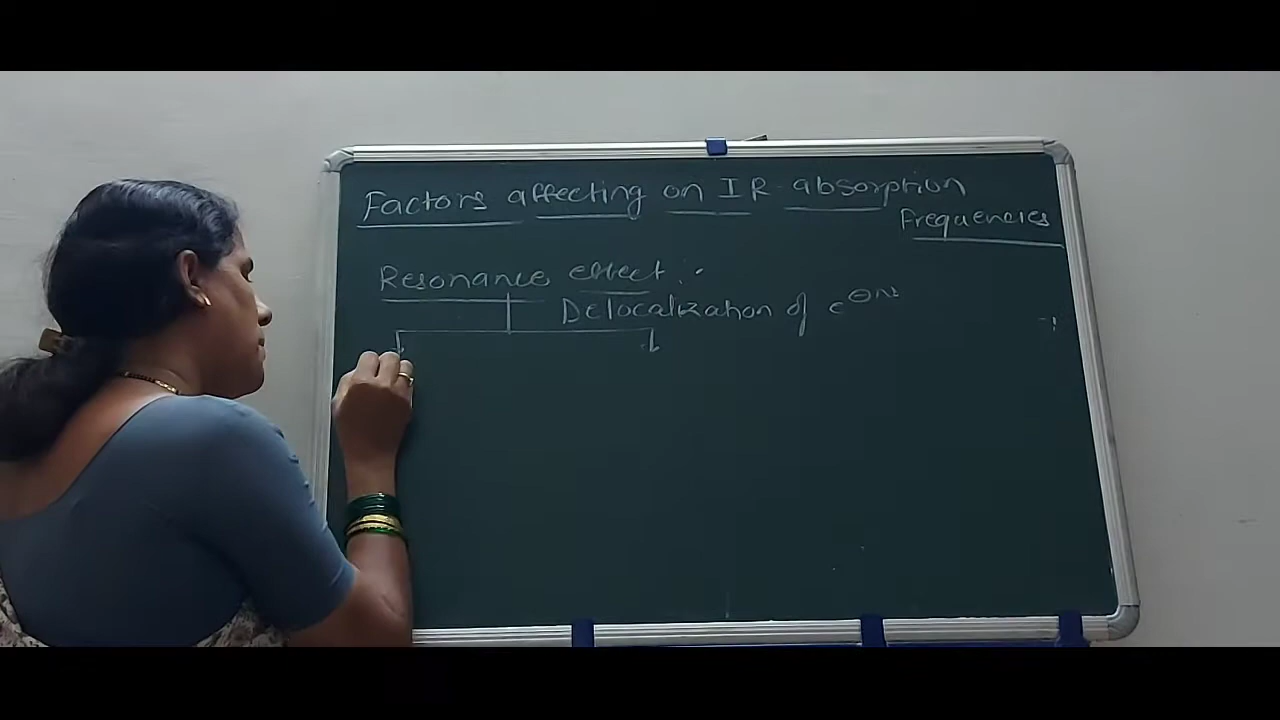 Factors affecting on IR absorption
Frequencies
Resonance effect :-
Delocalization of e⊖ns